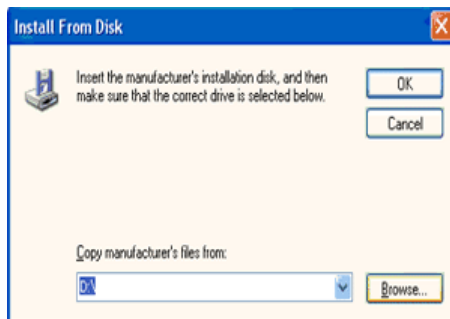 Install From Disk
Insert the manufacturer's installation disk, and then
make sure that the correct drive is selected below.
OK
Cancel
Copy manufacturer's files from:
D:\
Browse...